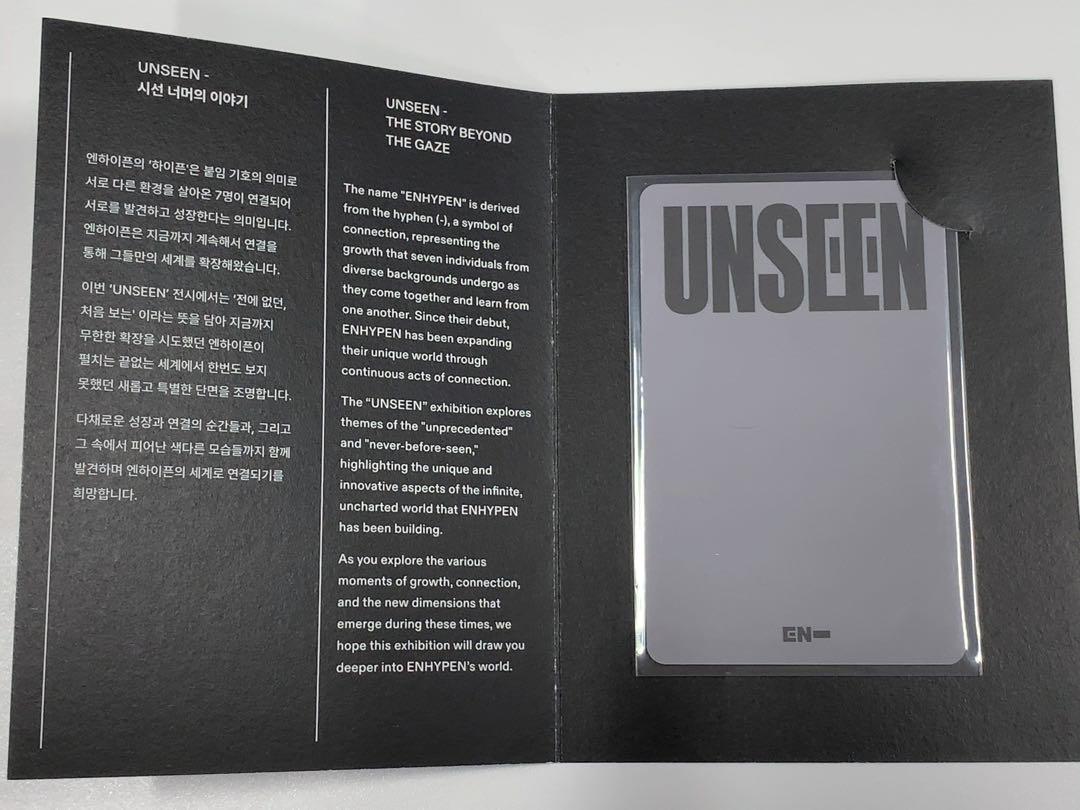 UNSEEN -
시선 너머의 이야기
엔하이픈의 '하이픈'은 붙임 기호의 의미로
서로 다른 환경을 살아온 7명이 연결되어
서로를 발견하고 성장한다는 의미입니다.
엔하이픈은 지금까지 계속해서 연결을
통해 그들만의 세계를 확장해왔습니다.
이번 'UNSEEN' 전시에서는 '전에 없던,
처음 보는' 이라는 뜻을 담아 지금까지
무한한 확장을 시도했던 엔하이픈이
펼치는 끝없는 세계에서 한번도 보지
못했던 새롭고 특별한 단면을 조명합니다.
다채로운 성장과 연결의 순간들과, 그리고
그 속에서 피어난 색다른 모습들까지 함께
발견하며 엔하이픈의 세계로 연결되기를
희망합니다.
UNSEEN -
THE STORY BEYOND
THE GAZE
The name "ENHYPEN" is derived
from the hyphen (-), a symbol of
connection, representing the
growth that seven individuals from
diverse backgrounds undergo as
they come together and learn from
one another. Since their debut,
ENHYPEN has been expanding
their unique world through
continuous acts of connection.
The “UNSEEN” exhibition explores
themes of the "unprecedented"
and "never-before-seen,"
highlighting the unique and
innovative aspects of the infinite,
uncharted world that ENHYPEN
has been building.
As you explore the various
moments of growth, connection,
and the new dimensions that
emerge during these times, we
hope this exhibition will draw you
deeper into ENHYPEN's world.
UNSEEN
EN-